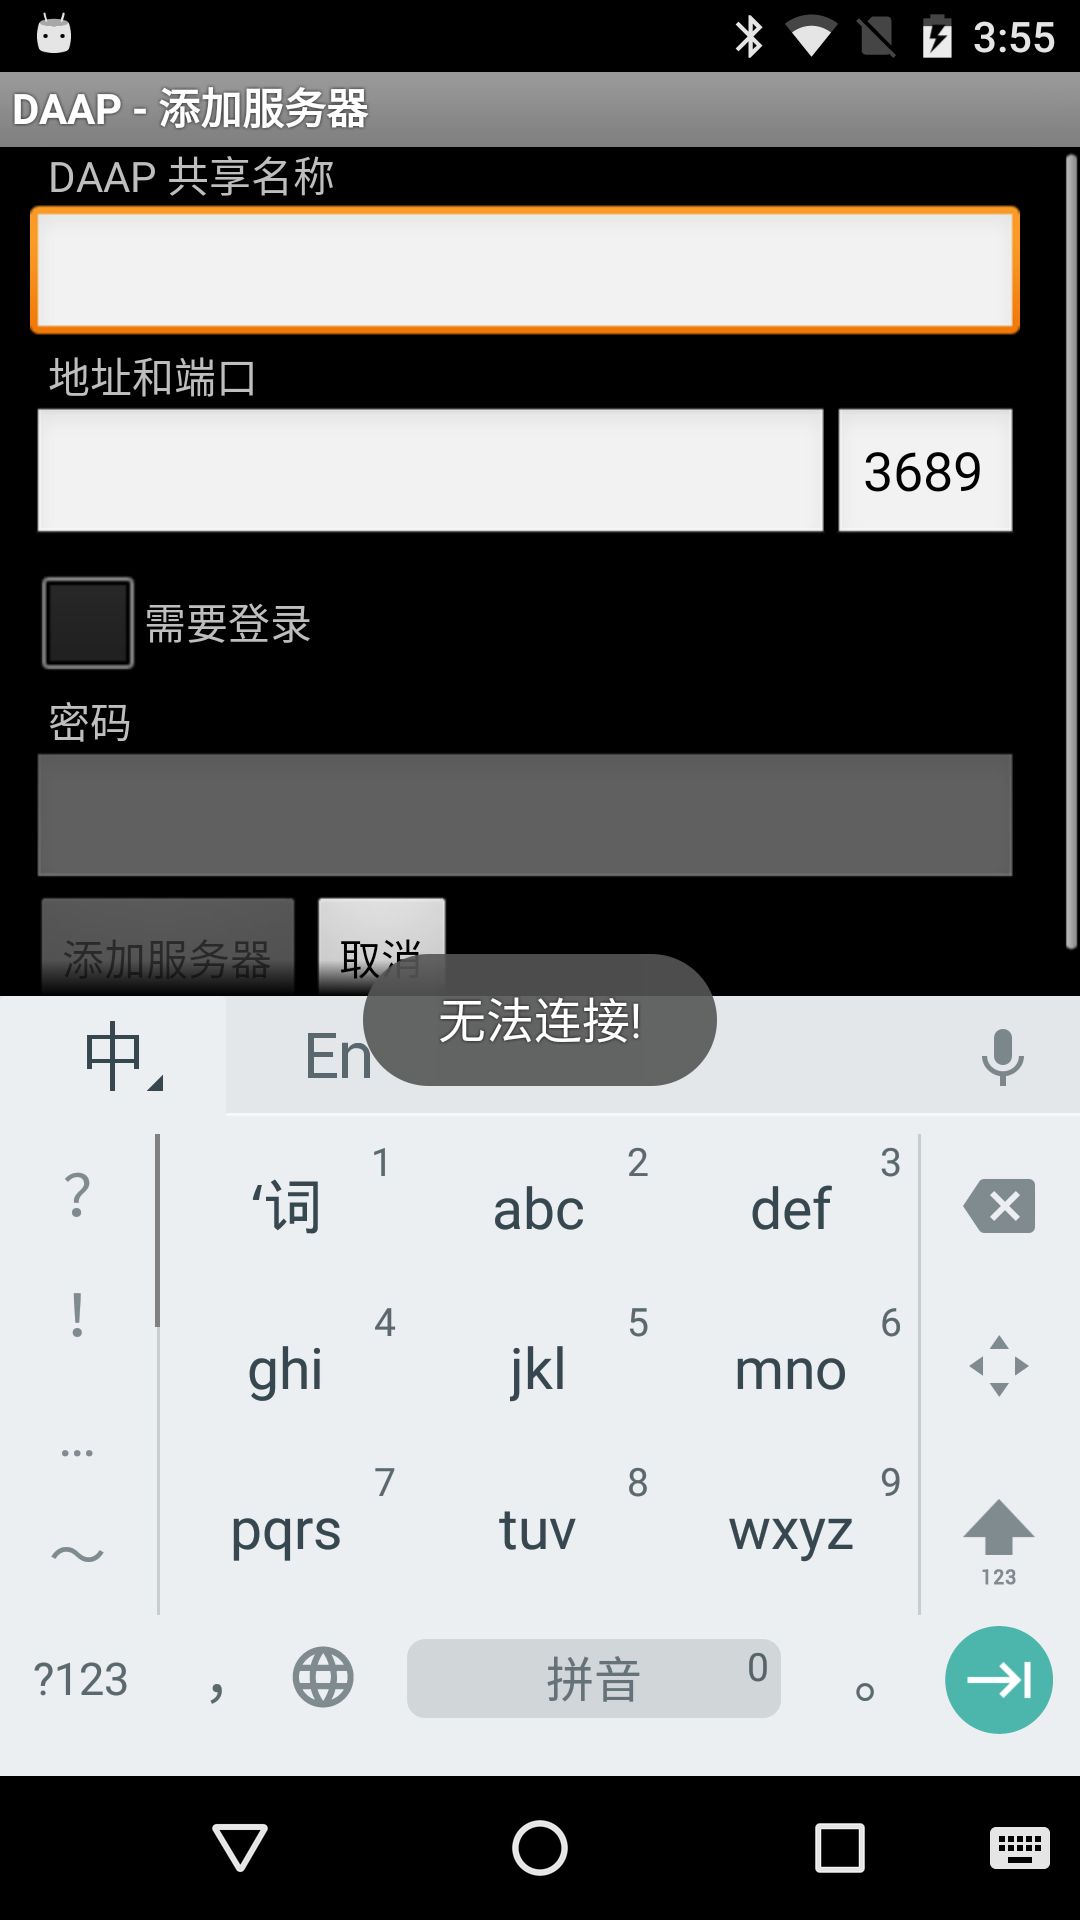 3:55
DAAP - 添加服务器
DAAP 共享名称
地址和端口
3689
需要登录
密码
添加服务器
取消
无法连接!
中
En
?
1
‘词
2
abc
3
def
!
4
ghi
5
jkl
6
mno
…
7
pqrs
8
tuv
9
wxyz
～
123
?123
，
拼音
0
。